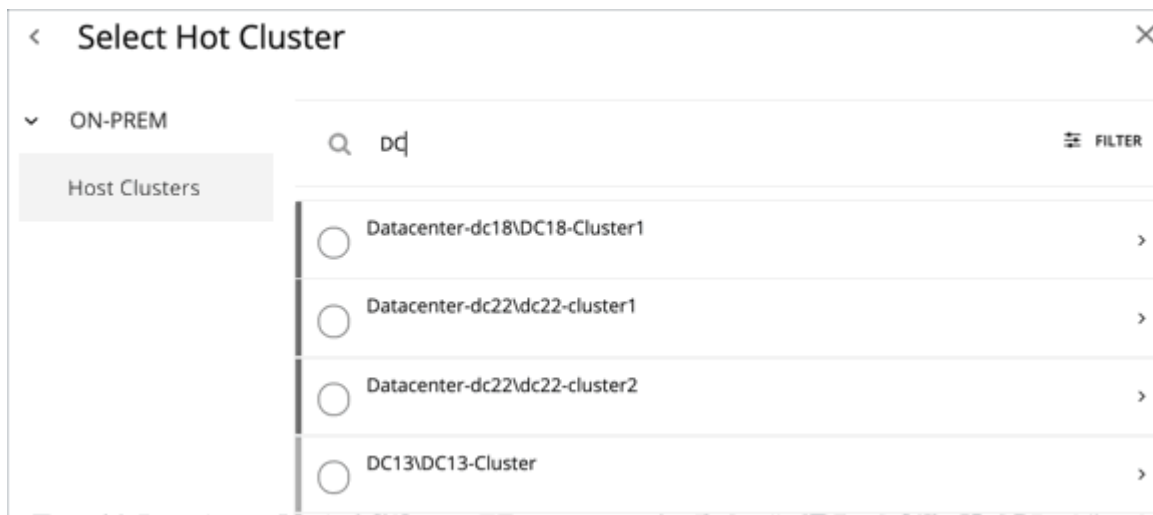 Select Hot Cluster
ON-PREM
Host Clusters
DC
FILTER
Datacenter-dc18\DC18-Cluster1
Datacenter-dc22\dc22-cluster1
Datacenter-dc22\dc22-cluster2
DC13\DC13-Cluster